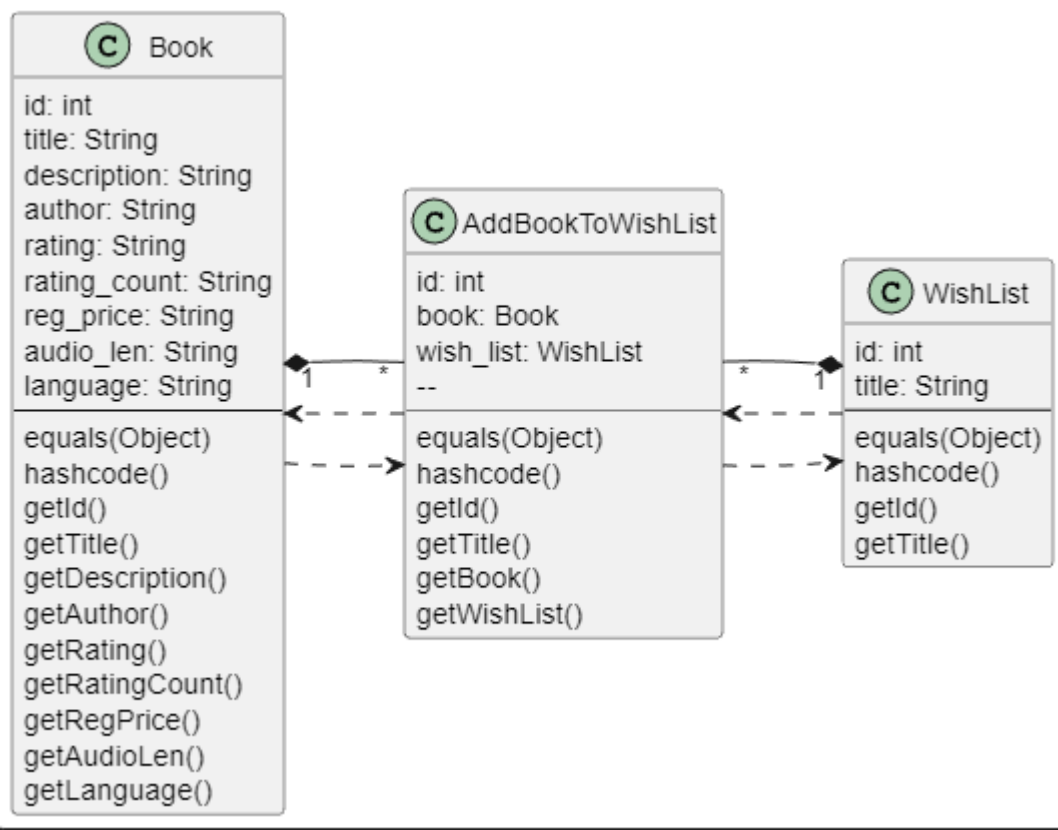 C Book
id: int
title: String
description: String
author: String
rating: String
rating_count: String
reg_price: String
audio_len: String
language: String
equals(Object)
hashcode()
getId()
getTitle()
getDescription()
getAuthor()
getRating()
getRatingCount()
getRegPrice()
getAudioLen()
getLanguage()
1
*
C AddBookToWishList
id: int
book: Book
wish_list: WishList
--
equals(Object)
hashcode()
getId()
getTitle()
getBook()
getWishList()
*
1
C WishList
id: int
title: String
equals(Object)
hashcode()
getId()
getTitle()